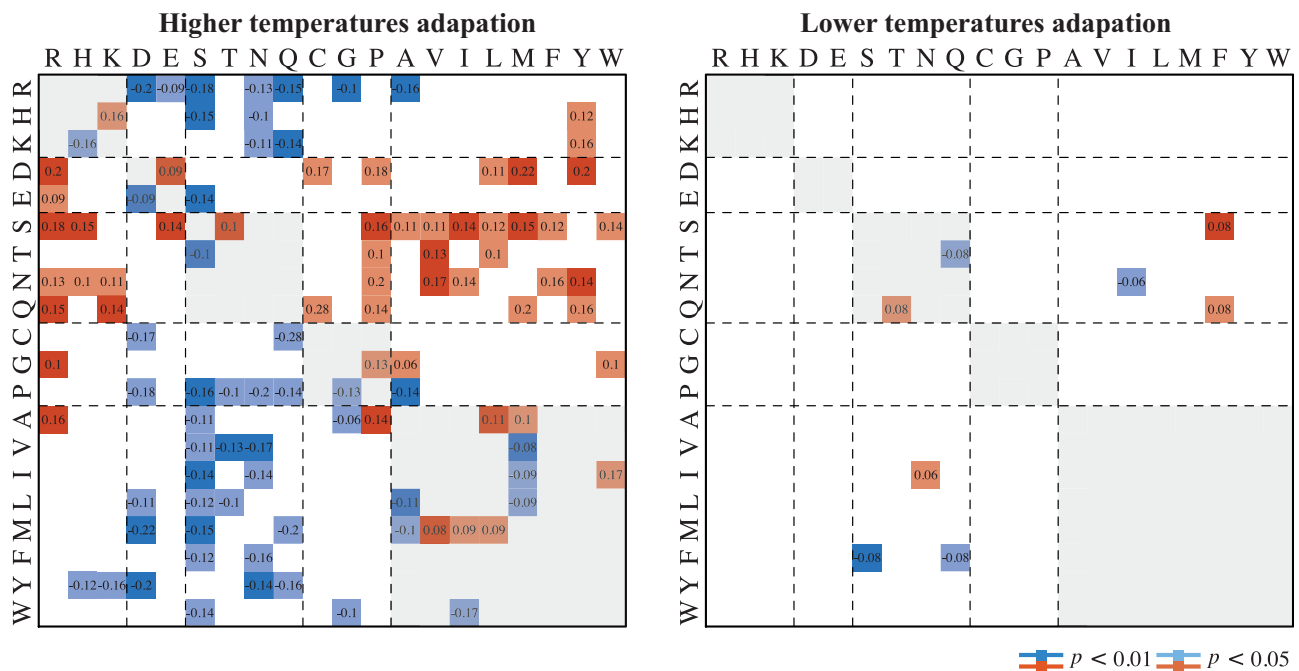 Higher temperatures adapation Lower temperatures adapation
R H K D E S T N Q C G P A V I L M F Y W R H K D E S T N Q C G P A V I L M F Y W
R -0.2 -0.09 -0.18 -0.13 -0.15 -0.1 -0.16 R
H 0.16 -0.15 -0.1 0.12 H
K -0.16 -0.11 -0.14 0.16 K
D 0.2 0.09 0.17 0.18 0.11 0.22 0.2 D
E 0.09 -0.09 -0.14 E
S 0.18 0.15 0.14 0.1 0.16 0.11 0.11 0.14 0.12 0.15 0.12 0.14 S 0.08
T -0.1 0.1 0.13 0.1 T -0.08
N 0.13 0.1 0.11 0.2 0.17 0.14 0.16 0.14 N -0.06
Q 0.15 0.14 0.28 0.14 0.2 0.16 Q 0.08 0.08
C -0.17 -0.28 C
G 0.1 0.13 0.06 0.1 G
P -0.18 -0.16 -0.1 -0.2 -0.14 -0.13 -0.14 P
A 0.16 -0.11 -0.06 0.14 0.11 0.1 A
V -0.11 -0.13 -0.17 -0.08 V
I -0.14 -0.14 -0.09 0.17 I 0.06
L -0.11 -0.12 -0.1 -0.11 -0.09 L
M -0.22 -0.15 -0.2 -0.1 0.08 0.09 0.09 M
F -0.12 -0.16 F -0.08 -0.08
Y -0.12 -0.16 -0.2 -0.14 -0.16 Y
W -0.14 -0.1 -0.17 W
p < 0.01 p < 0.05